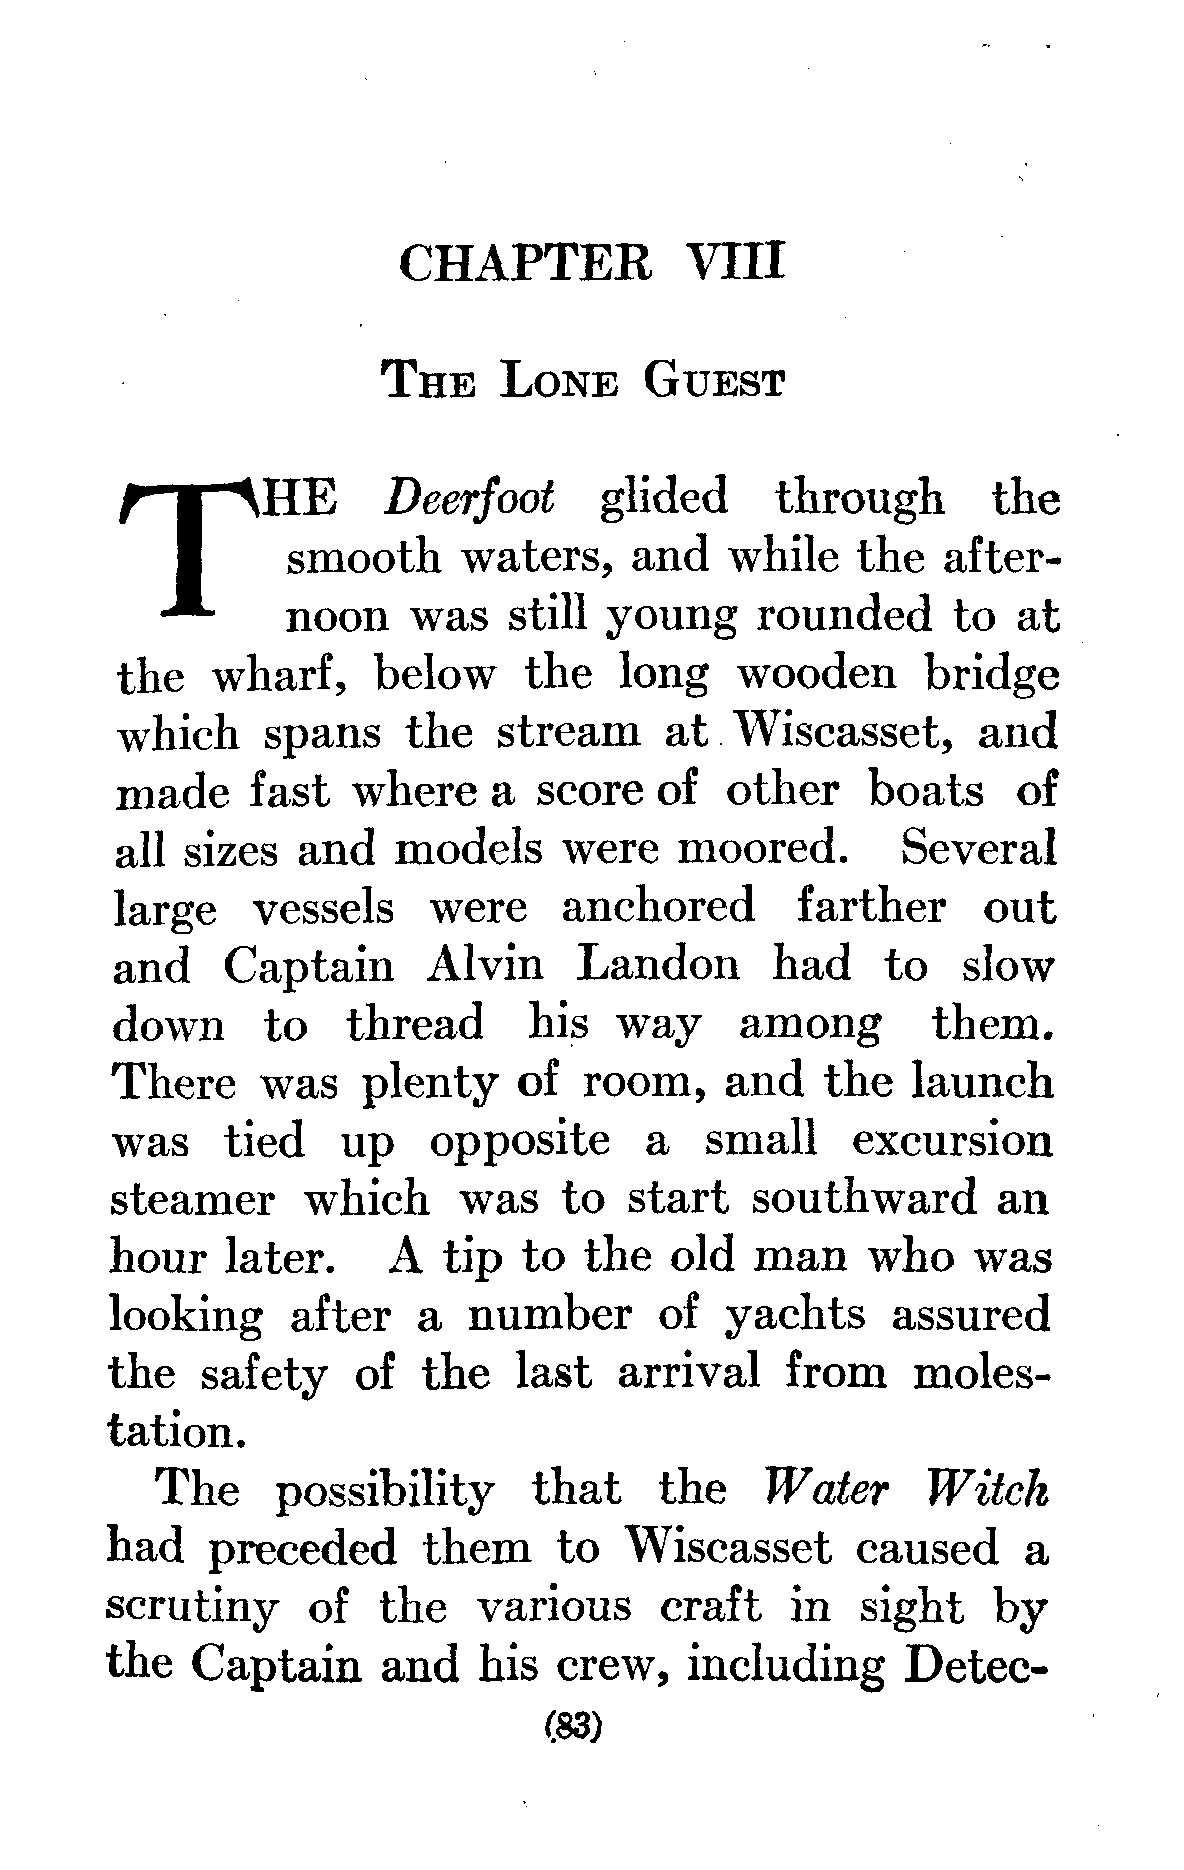 CHAPTER VIII
The Lone Guest
THE Deerfoot glided through the
smooth waters, and while the after-
noon was still young rounded to at
the wharf, below the long wooden bridge
which spans the stream at Wiscasset, and
made fast where a score of other boats of
all sizes and models were moored. Several
large vessels were anchored farther out
and Captain Alvin Landon had to slow
down to thread his way among them.
There was plenty of room, and the launch
was tied up opposite a small excursion
steamer which was to start southward an
hour later. A tip to the old man who was
looking after a number of yachts assured
the safety of the last arrival from moles-
tation.
The possibility that the Water Witch
had preceded them to Wiscasset caused a
scrutiny of the various craft in sight by
the Captain and his crew, including Detec-
(83)